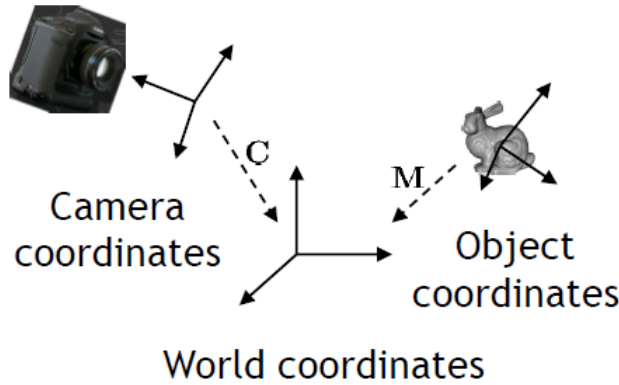 C
M
Camera
coordinates
Object
coordinates
World coordinates